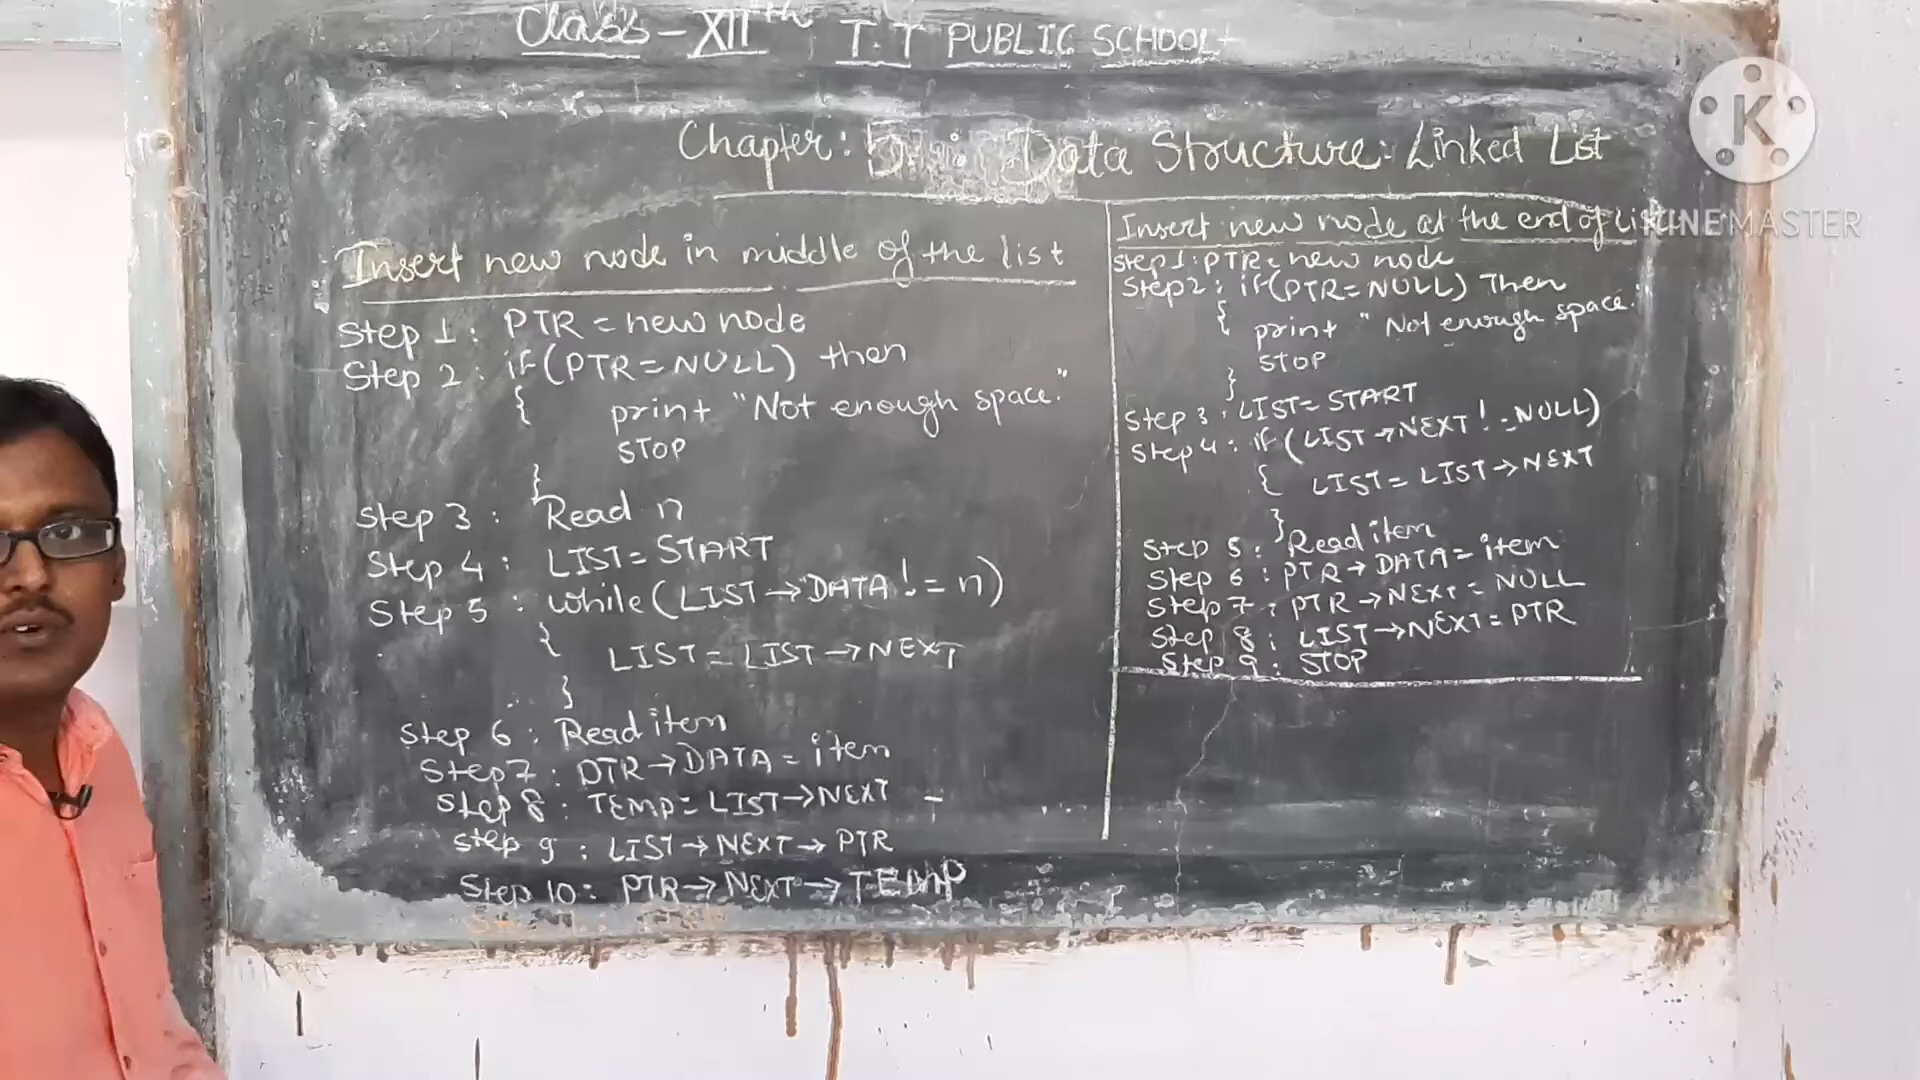 Class-XIIth T.T PUBLIC SCHOOL
Chapter: Data Structure: Linked List
Insert new node in middle of the list
Step 1: PTR = new node
Step 2: if(PTR=NULL) then
{ print "Not enough space."
STOP
}
Step 3: Read n
Step 4: LIST=START
Step 5: while(LIST→DATA!=n)
{ LIST=LIST→NEXT
}
Step 6: Read item
Step 7: PTR→DATA=item
Step 8: TEMP=LIST→NEXT
step 9: LIST→NEXT→PTR
Step 10: PTR→NEXT→TEMP
Insert new node at the end of List
Step 1: PTR=new node
Step 2: if(PTR=NULL) Then
{ print "Not enough space."
STOP
}
Step 3: LIST=START
Step 4: if(LIST→NEXT!=NULL)
{ LIST=LIST→NEXT
}
Step 5: Read item
Step 6: PTR→DATA=item
Step 7: PTR→NEXT=NULL
Step 8: LIST→NEXT=PTR
Step 9: STOP
K
KINEMASTER